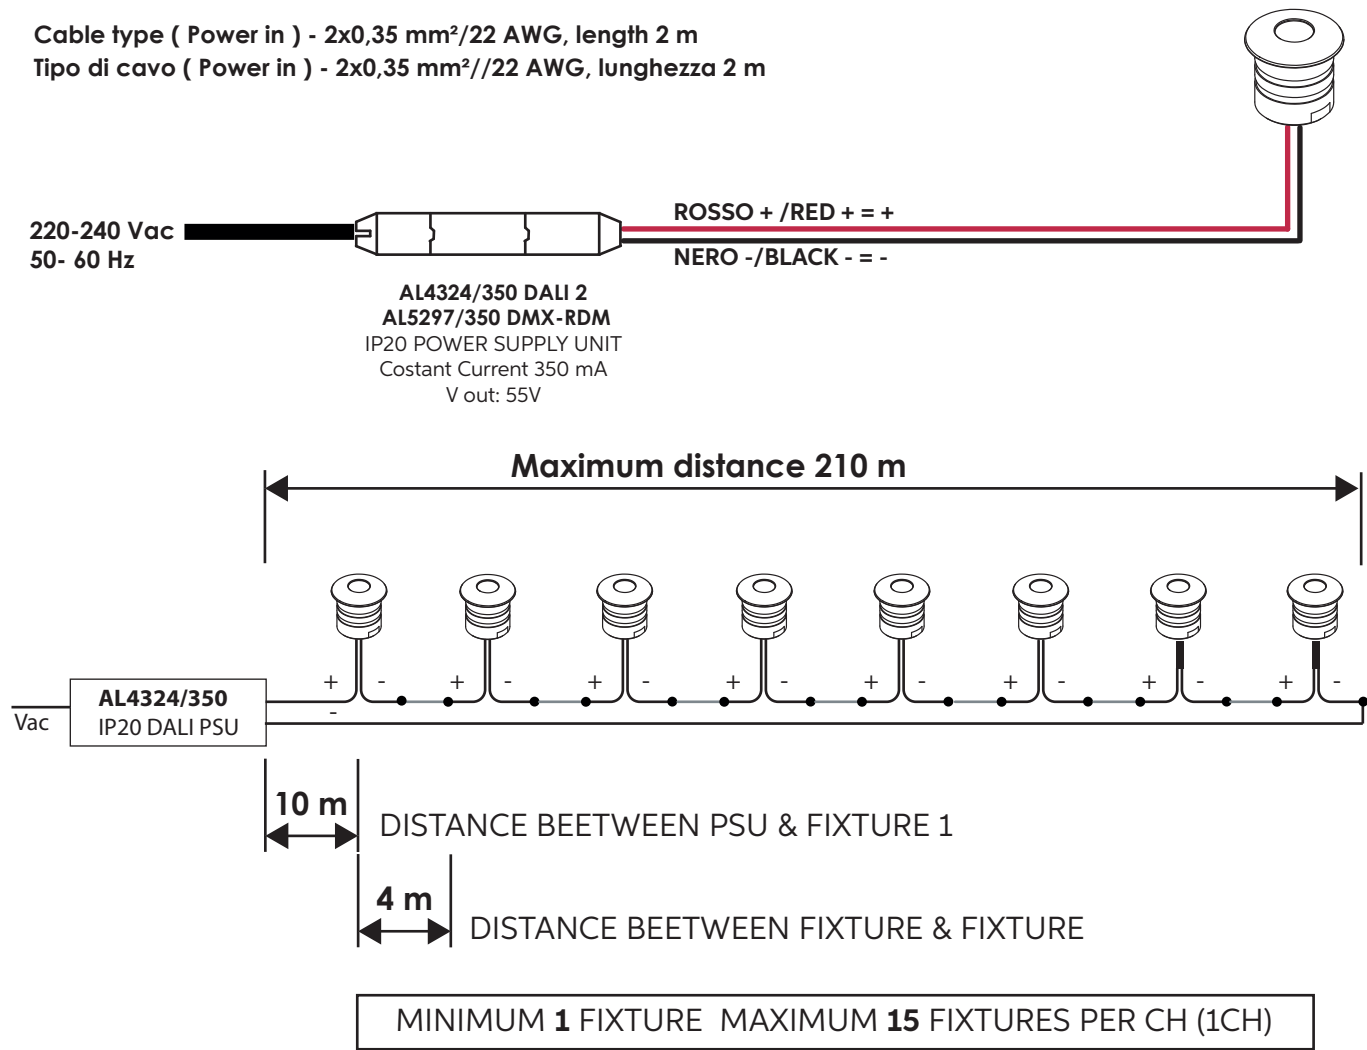 Cable type ( Power in ) - 2x0,35 mm²/22 AWG, length 2 m
Tipo di cavo ( Power in ) - 2x0,35 mm²//22 AWG, lunghezza 2 m
220-240 Vac
50- 60 Hz
ROSSO + /RED + = +
NERO -/BLACK - = -
AL4324/350 DALI 2
AL5297/350 DMX-RDM
IP20 POWER SUPPLY UNIT
Costant Current 350 mA
V out: 55V
Maximum distance 210 m
+ - + - + - + - + - + - + - + -
-
Vac
AL4324/350
IP20 DALI PSU
10 m
DISTANCE BEETWEEN PSU & FIXTURE 1
4 m
DISTANCE BEETWEEN FIXTURE & FIXTURE
MINIMUM 1 FIXTURE MAXIMUM 15 FIXTURES PER CH (1CH)